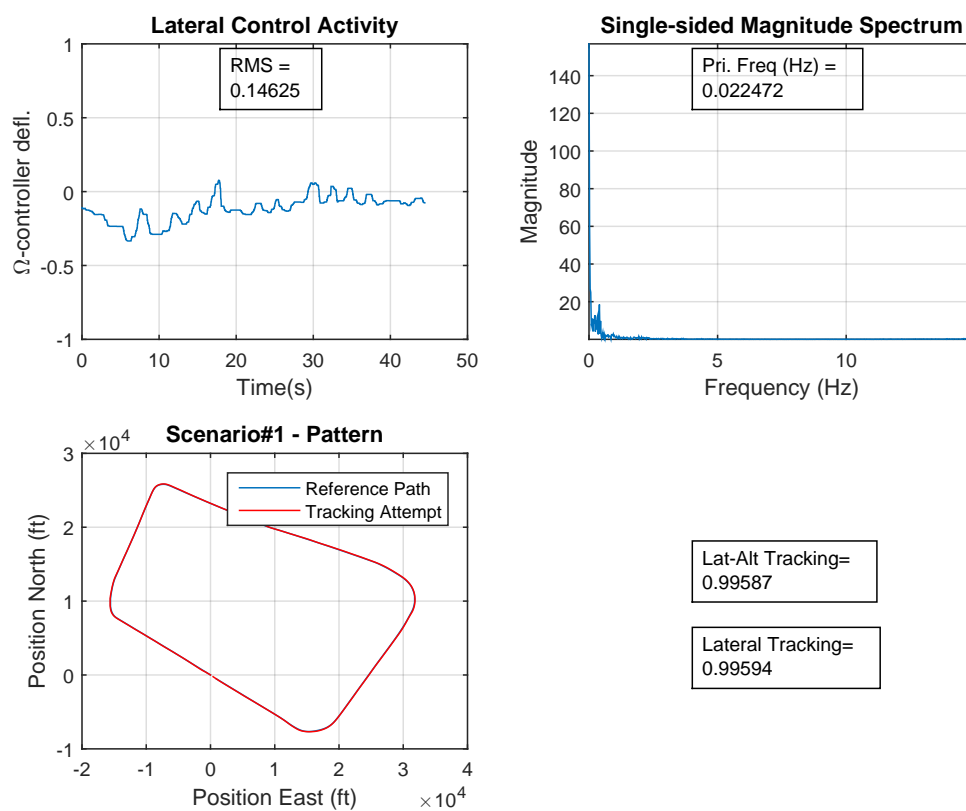 Lateral Control Activity
RMS =
0.14625
1
0.5
0
-0.5
-1
Ω-controller defl.
0 10 20 30 40 50
Time(s)
Single-sided Magnitude Spectrum
Pri. Freq (Hz) =
0.022472
140
120
100
80
60
40
20
Magnitude
0 5 10
Frequency (Hz)
Scenario#1 - Pattern
×10⁴
Reference Path
Tracking Attempt
3
2
1
0
-1
Position North (ft)
-2 -1 0 1 2 3 4
Position East (ft)
×10⁴
Lat-Alt Tracking=
0.99587
Lateral Tracking=
0.99594